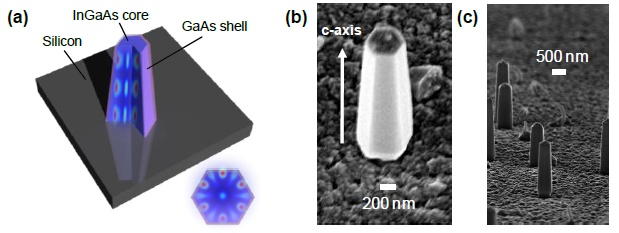 (a)
InGaAs core
GaAs shell
Silicon
(b)
c-axis
200 nm
(c)
500 nm